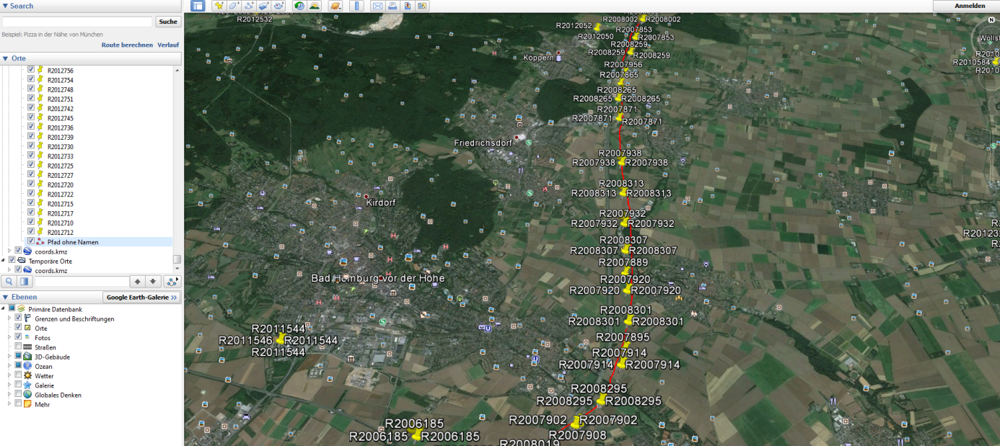 Search
Suche
Beispiel: Pizza in der Nähe von München
Route berechnen Verlauf
Orte
R2012756
R2012754
R2012748
R2012751
R2012742
R2012745
R2012736
R2012739
R2012730
R2012733
R2012725
R2012727
R2012720
R2012722
R2012715
R2012717
R2012710
R2012712
Pfad ohne Namen
coords.kmz
Temporäre Orte
coords.kmz
Ebenen
Google Earth-Galerie »
Primäre Datenbank
Grenzen und Beschriftungen
Orte
Fotos
Straßen
3D-Gebäude
Ozean
Wetter
Galerie
Globales Denken
Mehr
Anmelden
N
R2012532
R2008002 R2008002
R2012052
R2012050
R2007853
R2007853
R2008259
R2008259 R2008259
Köppern
R2007956
R2007865
R2008265
R2008265 R2008265
R2007871
R2007871 R2007871
R2010584
Friedrichsdorf
R2007938
R2007938 R2007938
R2008313
R2008313 R2008313
Kirdorf
R2007932
R2007932 R2007932
R2008307
R2008307 R2008307
R2007889
Bad Homburg vor der Höhe
R2007920
R2007920 R2007920
R2008301
R2008301 R2008301
R2011544
R2011546 R2011544
R2011544
R2007895
R2007914
R2007914 R2007914
R2008295
R2008295 R2008295
R2007902 R2007902
R2007908
R2006185
R2006185 R2006185
R2008019